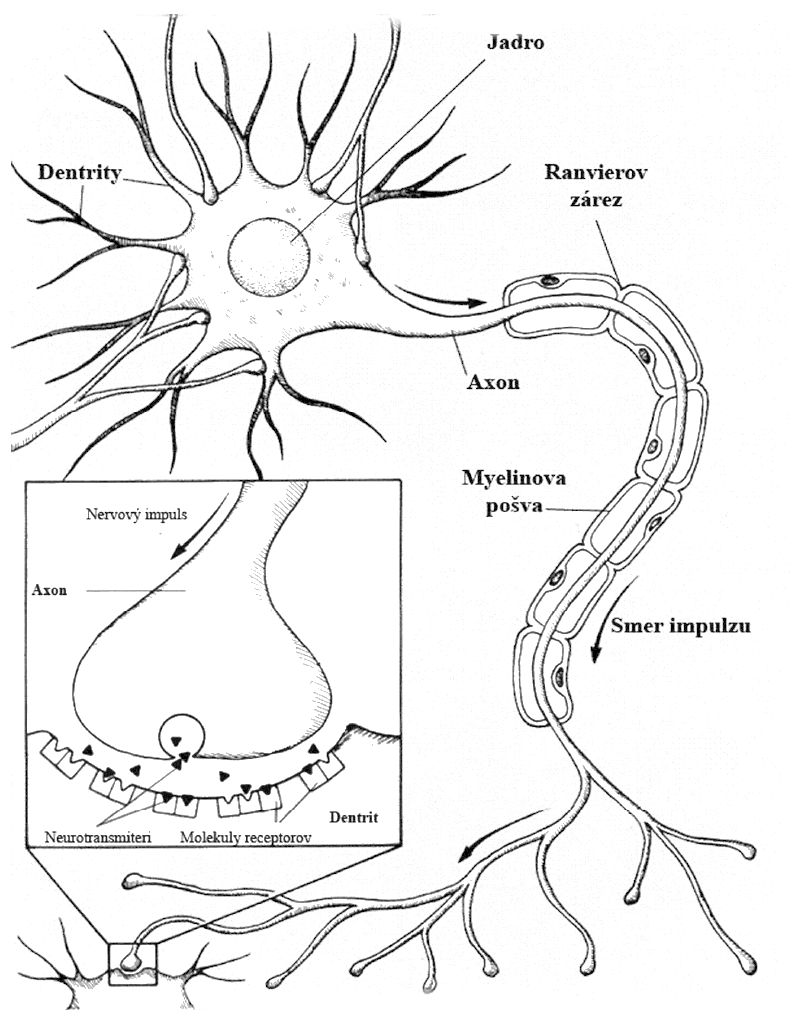 Jadro
Dentrity
Ranvierov
zárez
Axon
Myelinova
pošva
Smer impulzu
Nervový impuls
Axon
Dentrit
Neurotransmiteri
Molekuly receptorov